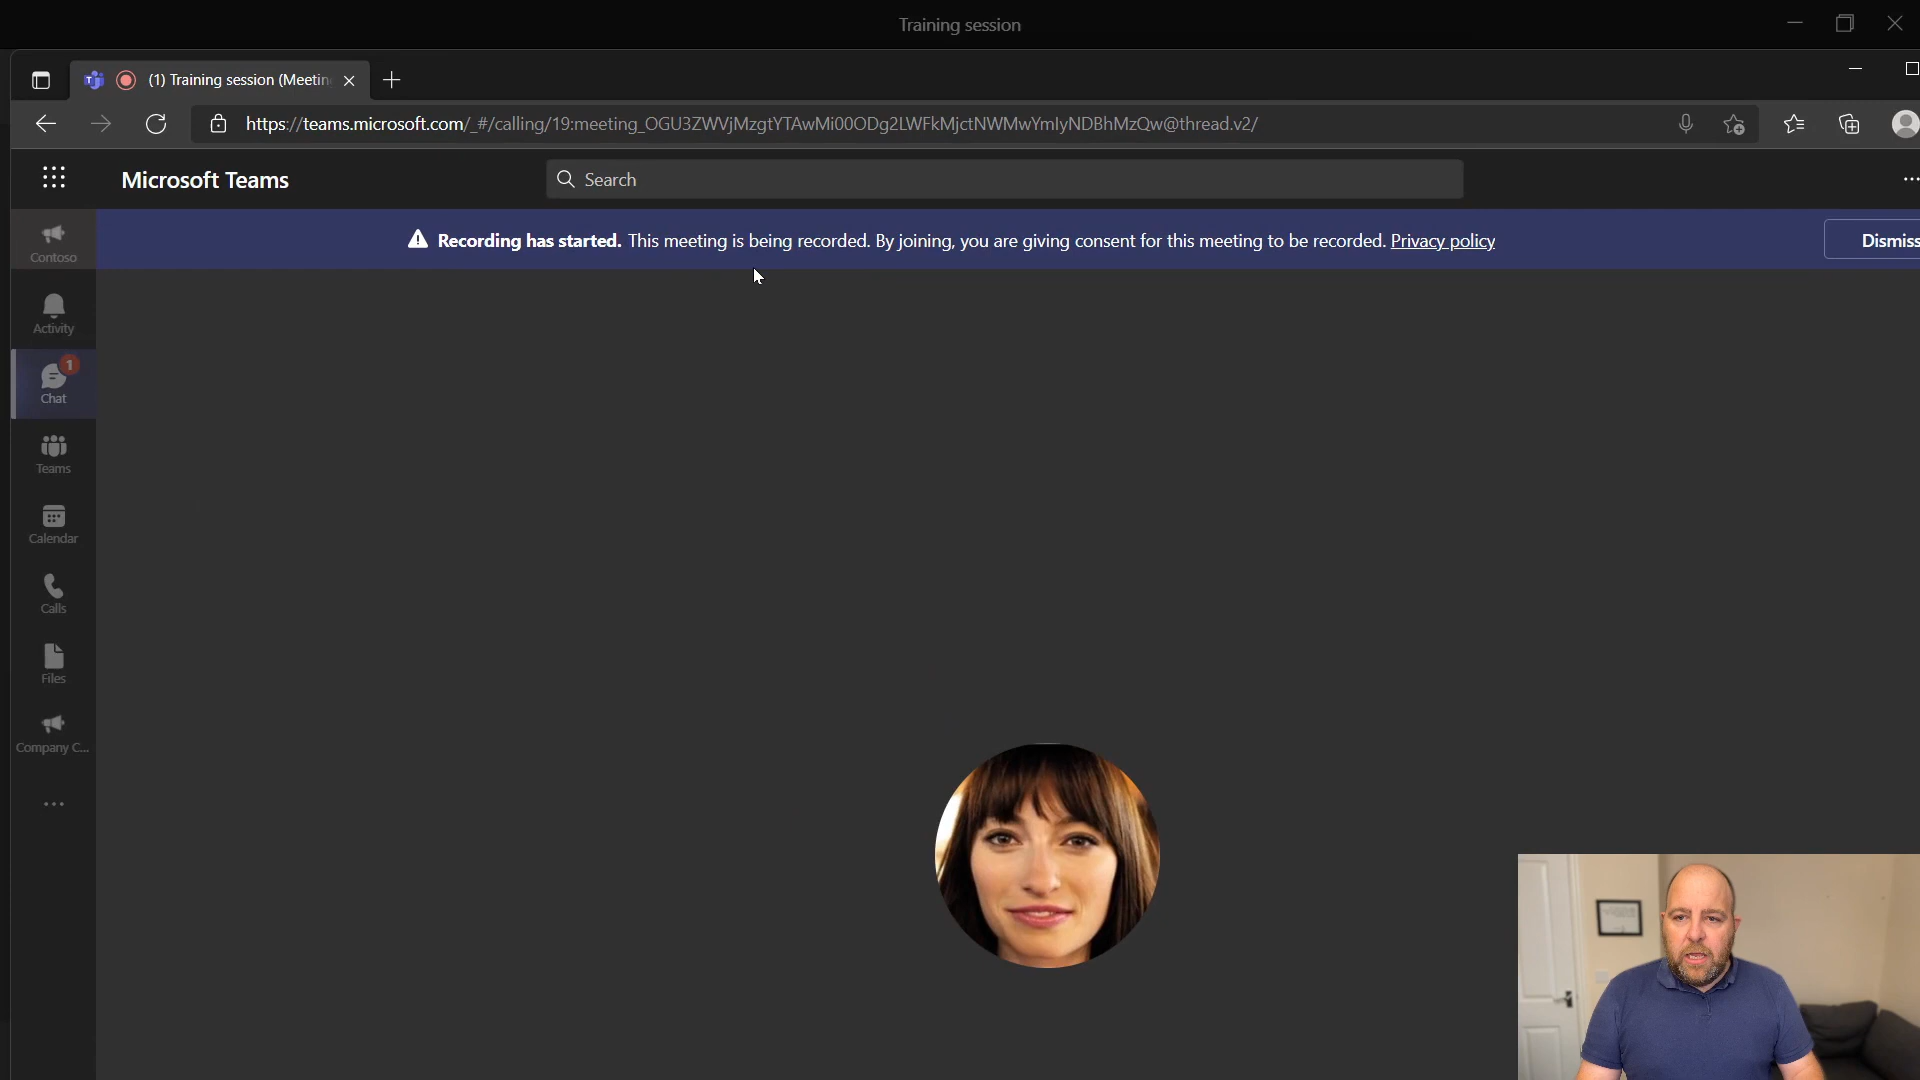 Training session
(1) Training session (Meetin
https://teams.microsoft.com/_#/calling/19:meeting_OGU3ZWVjMzgtYTAwMi00ODg2LWFkMjctNWMwYmIyNDBhMzQw@thread.v2/
Microsoft Teams
Search
Recording has started. This meeting is being recorded. By joining, you are giving consent for this meeting to be recorded. Privacy policy
Dismiss
Contoso
Activity
1
Chat
Teams
Calendar
Calls
Files
Company C...